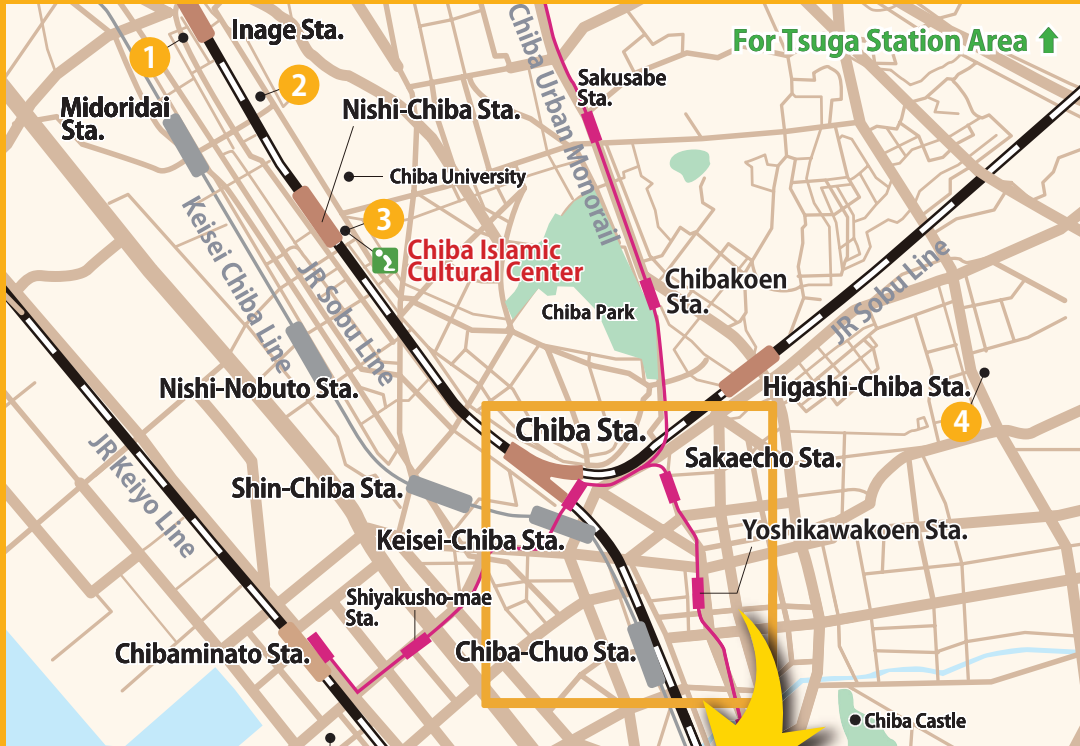 Inage Sta.
For Tsuga Station Area
1
2
Midoridai
Sta.
Nishi-Chiba Sta.
Sakusabe
Sta.
Chiba Urban Monorail
Chiba University
3
Chiba Islamic
Cultural Center
Keisei Chiba Line
JR Sobu Line
Chibakoen
Sta.
Chiba Park
JR Sobu Line
Nishi-Nobuto Sta.
Higashi-Chiba Sta.
4
Chiba Sta.
JR Keiyo Line
Sakaecho Sta.
Shin-Chiba Sta.
Keisei-Chiba Sta.
Yoshikawakoen Sta.
Shiyakusho-mae
Sta.
Chibaminato Sta.
Chiba-Chuo Sta.
Chiba Castle